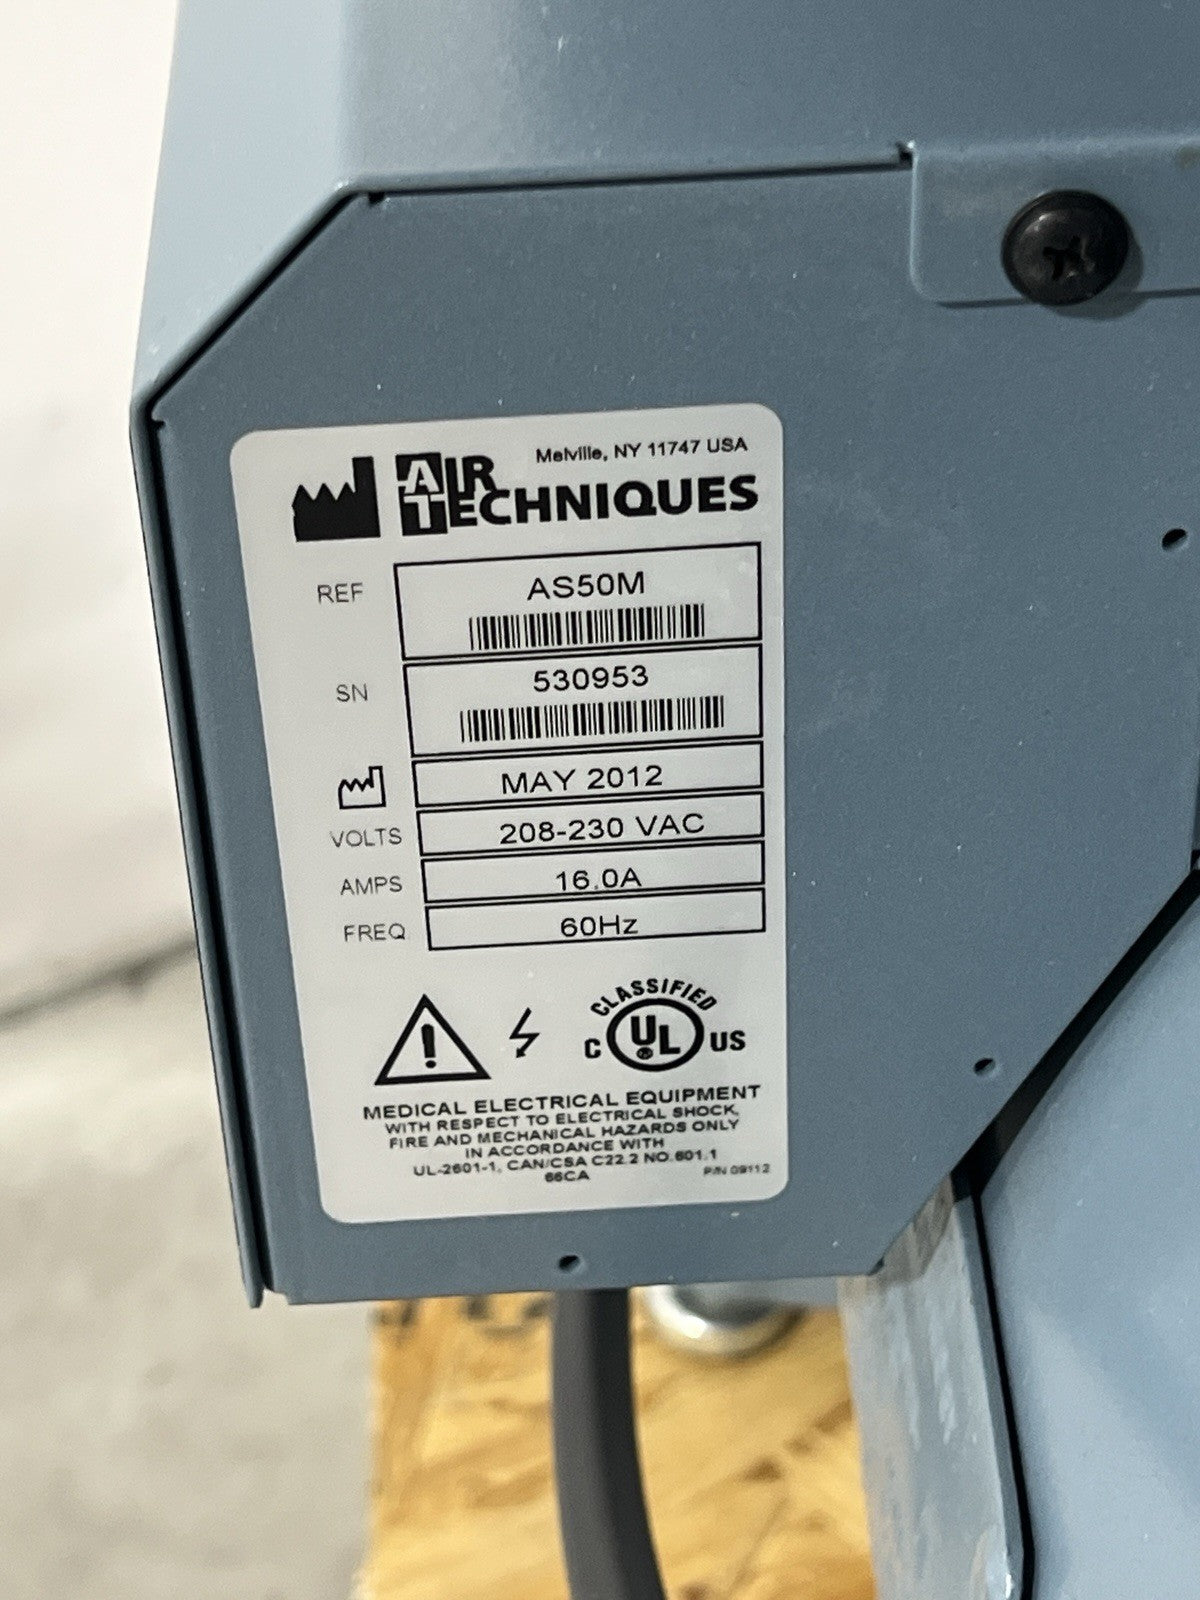 Melville, NY 11747 USA
AIR
TECHNIQUES
REF AS50M
SN 530953
MAY 2012
VOLTS 208-230 VAC
AMPS 16.0A
FREQ 60Hz
CLASSIFIED
C UL US
MEDICAL ELECTRICAL EQUIPMENT
WITH RESPECT TO ELECTRICAL SHOCK,
FIRE AND MECHANICAL HAZARDS ONLY
IN ACCORDANCE WITH
UL-2601-1, CAN/CSA C22.2 NO.601.1
66CA P/N 09112